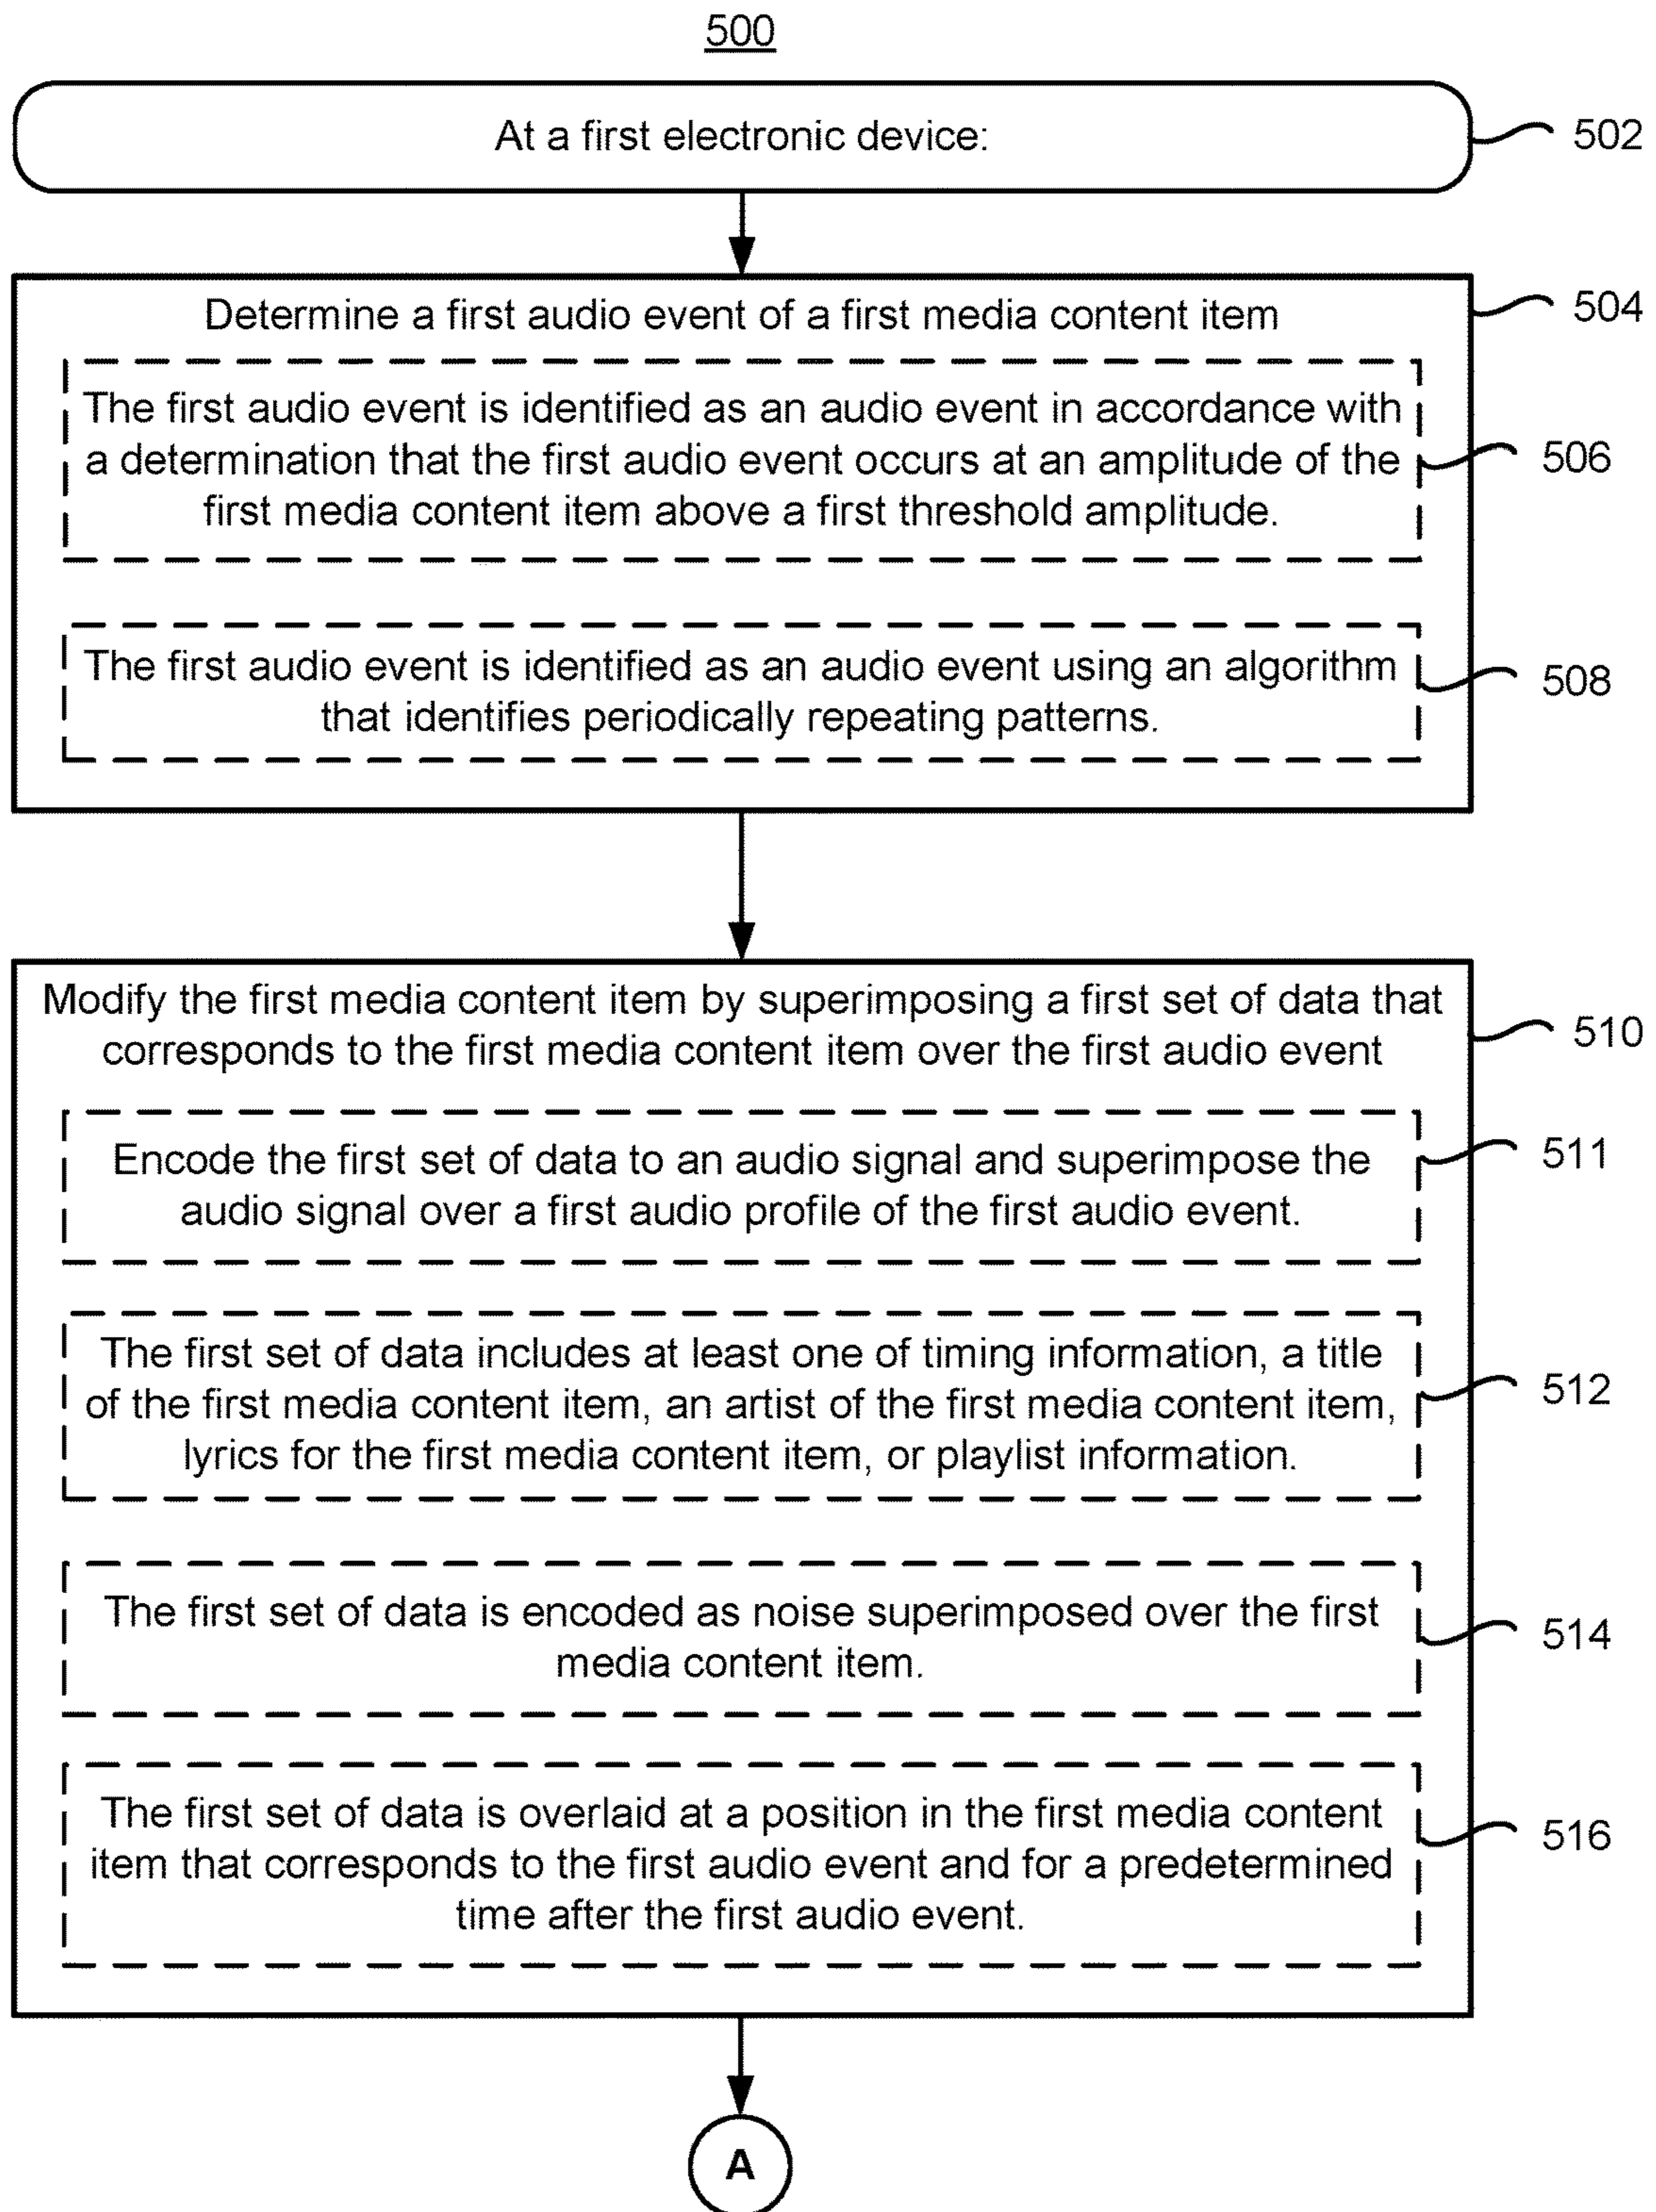 500
At a first electronic device:
502
Determine a first audio event of a first media content item
504
The first audio event is identified as an audio event in accordance with
a determination that the first audio event occurs at an amplitude of the
first media content item above a first threshold amplitude.
506
The first audio event is identified as an audio event using an algorithm
that identifies periodically repeating patterns.
508
Modify the first media content item by superimposing a first set of data that
corresponds to the first media content item over the first audio event
510
Encode the first set of data to an audio signal and superimpose the
audio signal over a first audio profile of the first audio event.
511
The first set of data includes at least one of timing information, a title
of the first media content item, an artist of the first media content item,
lyrics for the first media content item, or playlist information.
512
The first set of data is encoded as noise superimposed over the first
media content item.
514
The first set of data is overlaid at a position in the first media content
item that corresponds to the first audio event and for a predetermined
time after the first audio event.
516
A